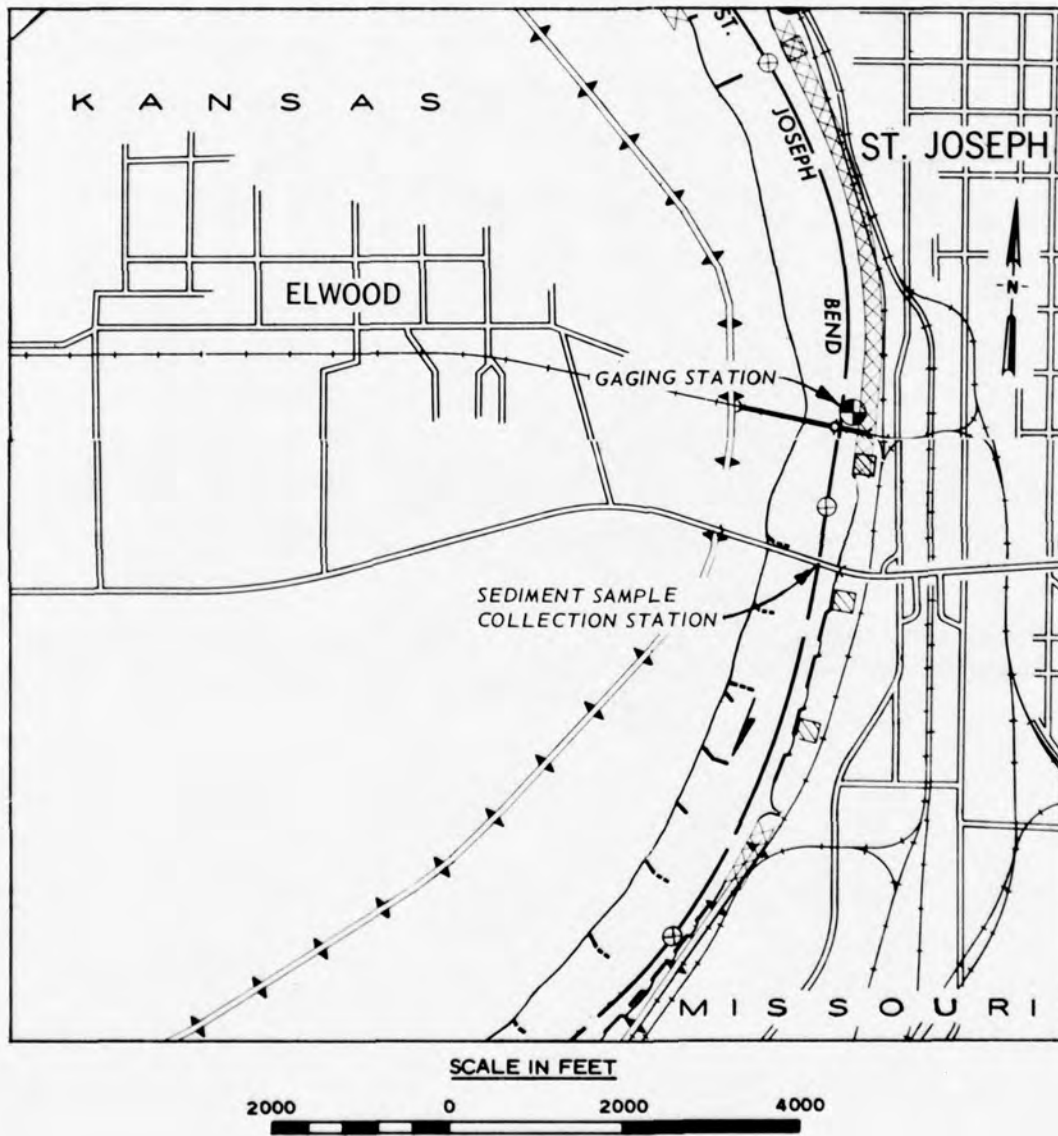 KANSAS
ST.
JOSEPH
BEND
ST. JOSEPH
N
ELWOOD
GAGING STATION
SEDIMENT SAMPLE
COLLECTION STATION
MISSOURI
SCALE IN FEET
2000 0 2000 4000